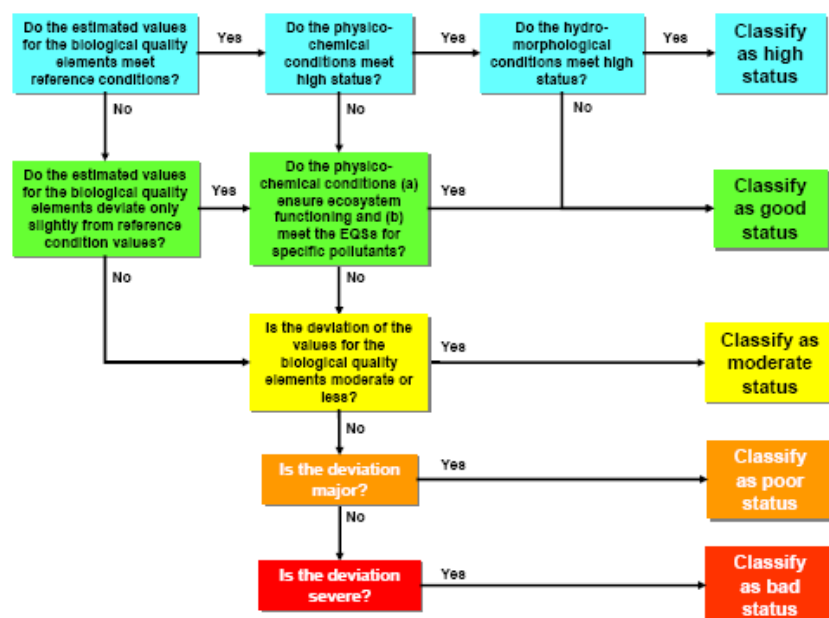 Do the estimated values
for the biological quality
elements meet
reference conditions?
Yes
Do the physico-
chemical
conditions meet
high status?
Yes
Do the hydro-
morphological
conditions meet high
status?
Yes
Classify
as high
status
No
No
No
Do the estimated values
for the biological quality
elements deviate only
slightly from reference
condition values?
Yes
Do the physico-
chemical conditions (a)
ensure ecosystem
functioning and (b)
meet the EQSs for
specific pollutants?
Yes
Classify
as good
status
No
No
Is the deviation of the
values for the
biological quality
elements moderate or
less?
Yes
Classify as
moderate
status
No
Is the deviation
major?
Yes
Classify
as poor
status
No
Is the deviation
severe?
Yes
Classify
as bad
status